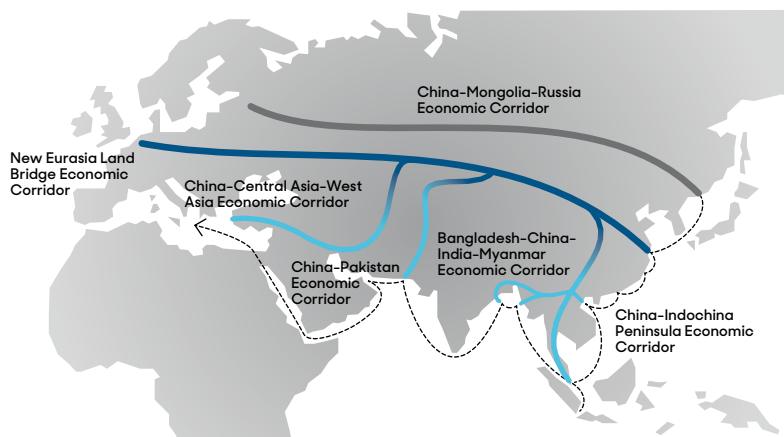 China-Mongolia-Russia
Economic Corridor
New Eurasia Land
Bridge Economic
Corridor
China-Central Asia-West
Asia Economic Corridor
Bangladesh-China-
India-Myanmar
Economic Corridor
China-Pakistan
Economic
Corridor
China-Indochina
Peninsula Economic
Corridor